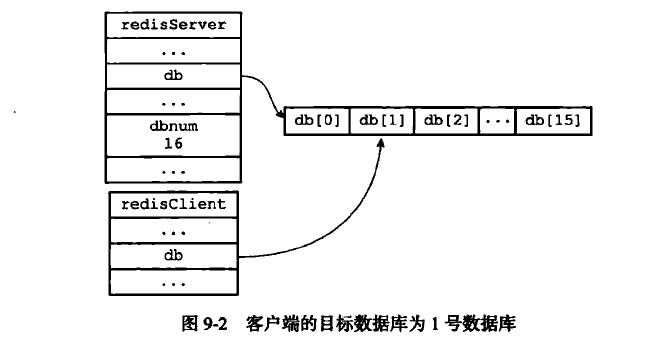 redisServer
...
db
...
dbnum
16
...
db[0] db[1] db[2] ... db[15]
redisClient
...
db
...
图 9-2 客户端的目标数据库为 1 号数据库